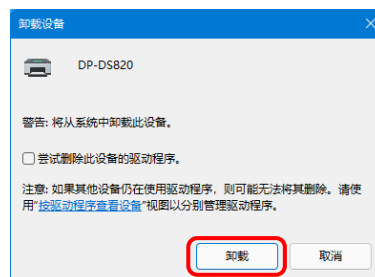 卸载设备
DP-DS820
警告: 将从系统中卸载此设备。
尝试删除此设备的驱动程序。
注意: 如果其他设备仍在使用驱动程序，则可能无法将其删除。请使
用"按驱动程序查看设备"视图以分别管理驱动程序。
卸载 取消